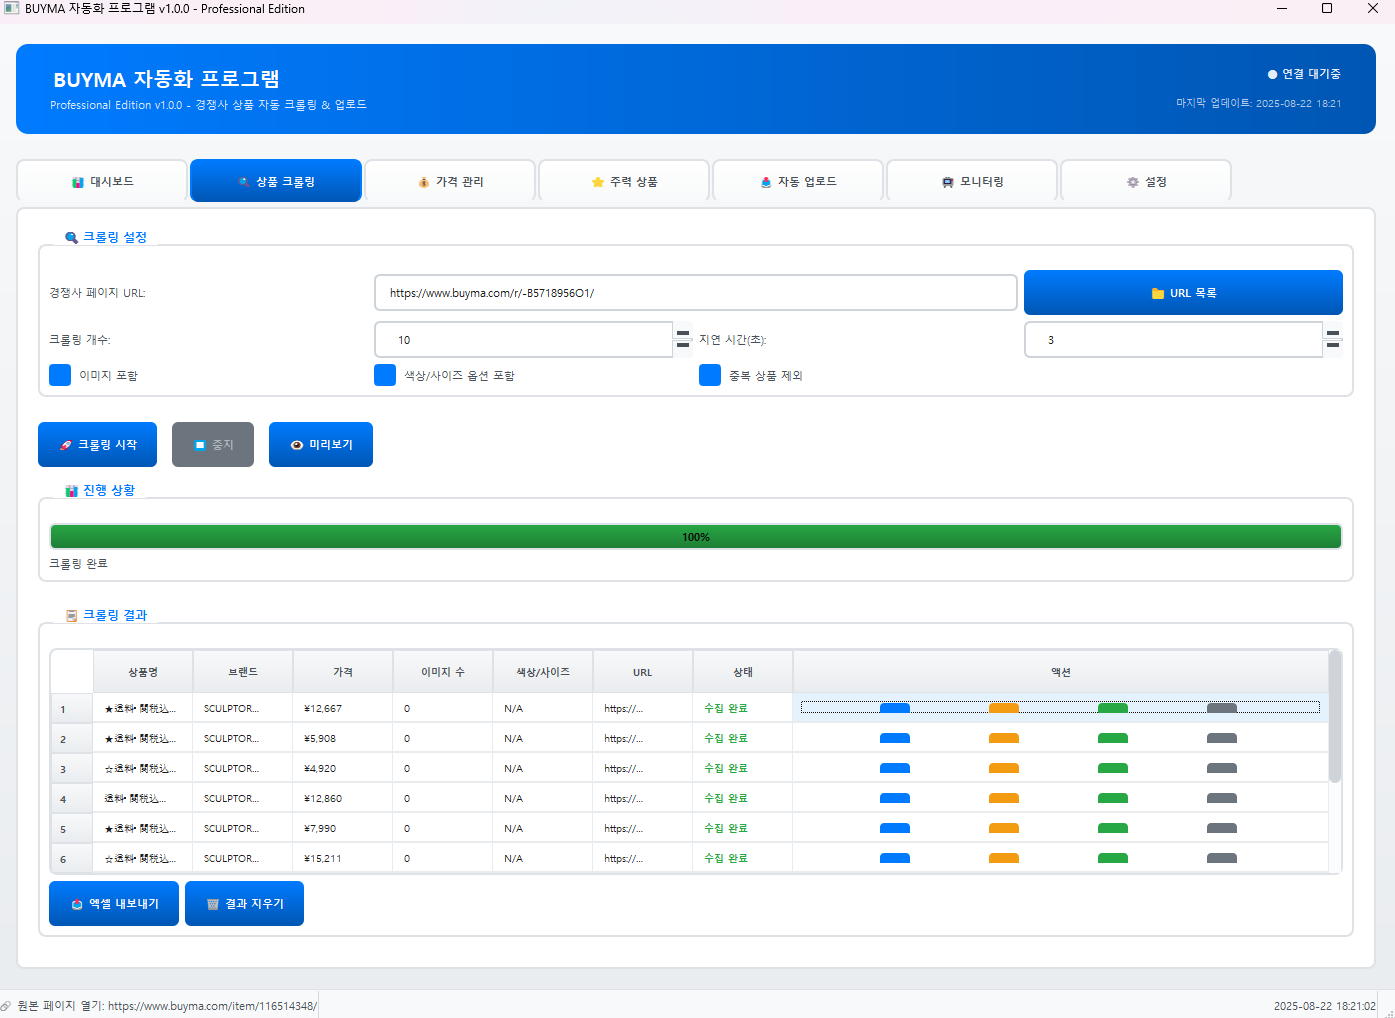 BUYMA 자동화 프로그램 v1.0.0 - Professional Edition
BUYMA 자동화 프로그램
Professional Edition v1.0.0 - 경쟁사 상품 자동 크롤링 & 업로드
연결 대기중
마지막 업데이트: 2025-08-22 18:21
대시보드
상품 크롤링
가격 관리
주력 상품
자동 업로드
모니터링
설정
크롤링 설정
경쟁사 페이지 URL:
https://www.buyma.com/r/-B5718956O1/
URL 목록
크롤링 개수:
10
지연 시간(초):
3
이미지 포함
색상/사이즈 옵션 포함
중복 상품 제외
크롤링 시작
중지
미리보기
진행 상황
100%
크롤링 완료
크롤링 결과
상품명 브랜드 가격 이미지 수 색상/사이즈 URL 상태 액션
1 ★送料・関税込... SCULPTOR... ¥12,667 0 N/A https://... 수집 완료
2 ★送料・関税込... SCULPTOR... ¥5,908 0 N/A https://... 수집 완료
3 ☆送料・関税込... SCULPTOR... ¥4,920 0 N/A https://... 수집 완료
4 送料・関税込... SCULPTOR... ¥12,860 0 N/A https://... 수집 완료
5 ★送料・関税込... SCULPTOR... ¥7,990 0 N/A https://... 수집 완료
6 ☆送料・関税込... SCULPTOR... ¥15,211 0 N/A https://... 수집 완료
엑셀 내보내기
결과 지우기
원본 페이지 열기: https://www.buyma.com/item/116514348/
2025-08-22 18:21:02